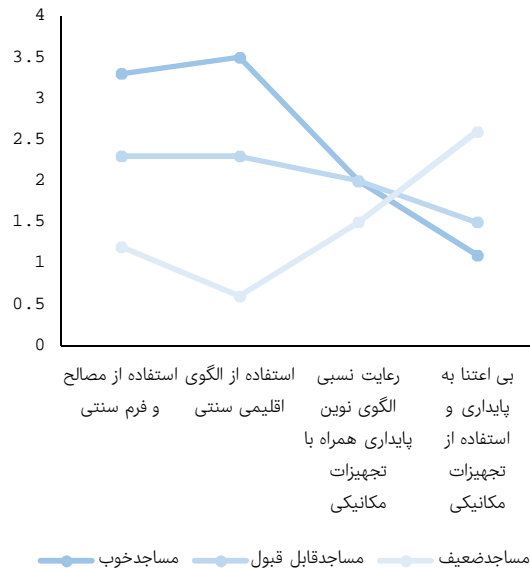 4
3.5
3
2.5
2
1.5
1
0.5
0
استفاده از مصالح
و فرم سنتی
استفاده از الگوی
اقلیمی سنتی
رعایت نسبی
الگوی نوین
پایداری همراه با
تجهیزات
مکانیکی
بی اعتنا به
پایداری و
استفاده از
تجهیزات
مکانیکی
مساجدخوب
مساجدقابل قبول
مساجدضعیف